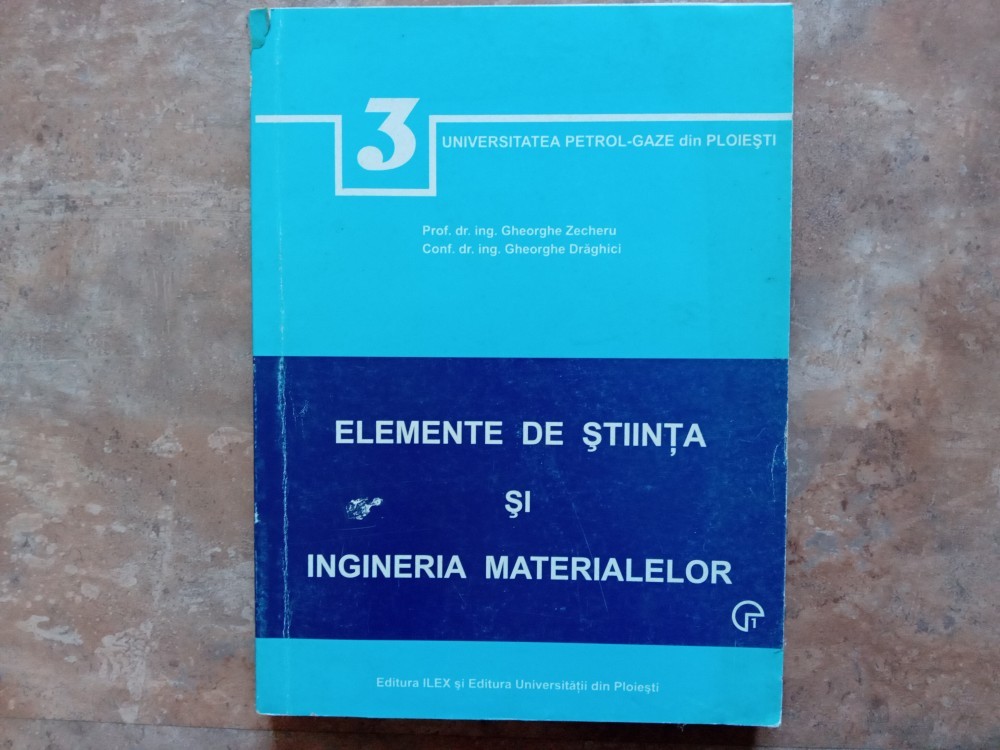 3
UNIVERSITATEA PETROL-GAZE din PLOIEŞTI
Prof. dr. ing. Gheorghe Zecheru
Conf. dr. ing. Gheorghe Drăghici
ELEMENTE DE ŞTIINŢA
ŞI
INGINERIA MATERIALELOR
1
Editura ILEX şi Editura Universităţii din Ploieşti